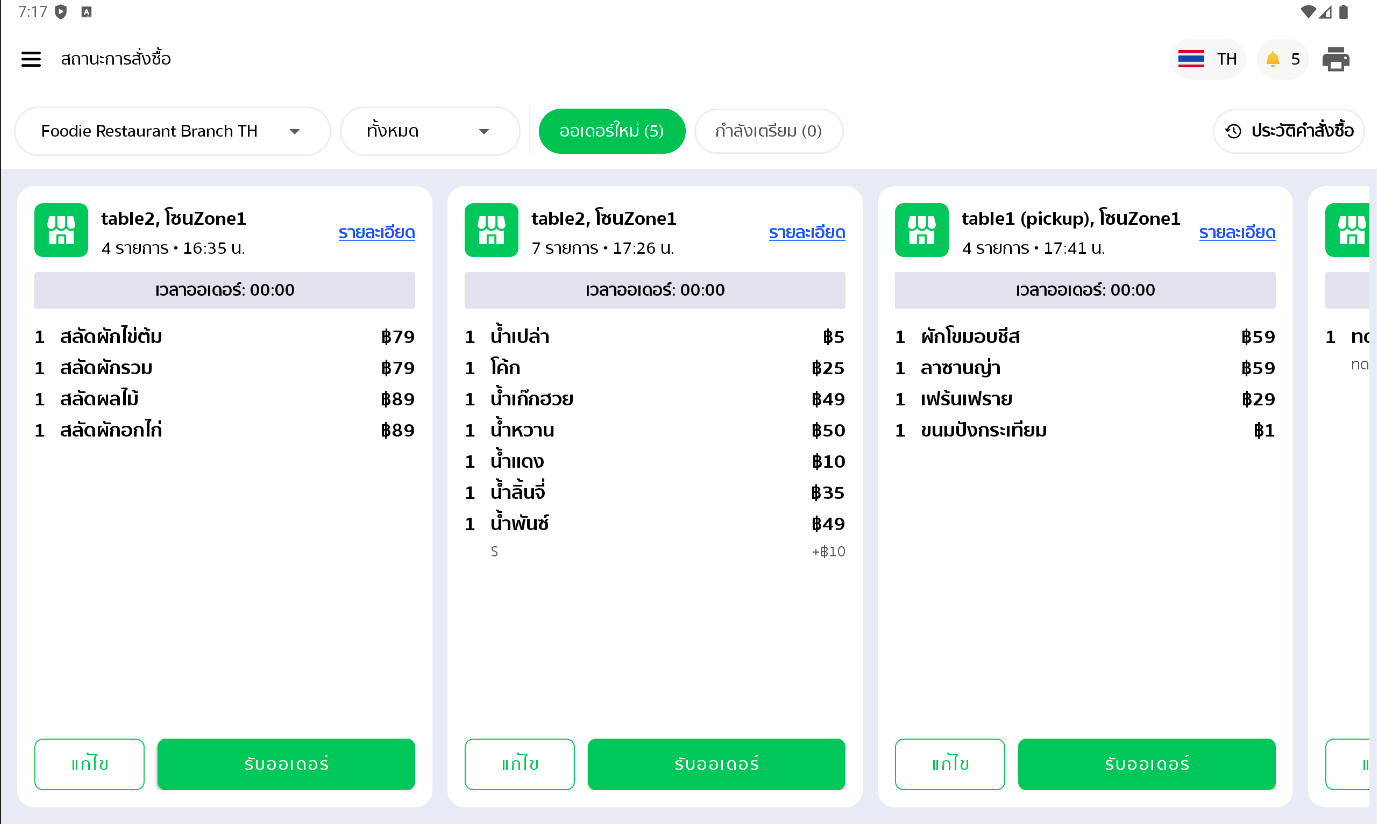 7:17
สถานะการสั่งซื้อ
TH
5
Foodie Restaurant Branch TH
ทั้งหมด
ออเดอร์ใหม่ (5)
กำลังเตรียม (0)
ประวัติคำสั่งซื้อ
table2, โซนZone1
4 รายการ • 16:35 น.
รายละเอียด
เวลาออเดอร์: 00:00
1 สลัดผักไข่ต้ม ฿79
1 สลัดผักรวม ฿79
1 สลัดผลไม้ ฿89
1 สลัดผักอกไก่ ฿89
แก้ไข
รับออเดอร์
table2, โซนZone1
7 รายการ • 17:26 น.
รายละเอียด
เวลาออเดอร์: 00:00
1 น้ำเปล่า ฿5
1 โค้ก ฿25
1 น้ำเก๊กฮวย ฿49
1 น้ำหวาน ฿50
1 น้ำแดง ฿10
1 น้ำลิ้นจี่ ฿35
1 น้ำพันซ์ ฿49
S +฿10
แก้ไข
รับออเดอร์
table1 (pickup), โซนZone1
4 รายการ • 17:41 น.
รายละเอียด
เวลาออเดอร์: 00:00
1 ผักโขมอบชีส ฿59
1 ลาซานญ่า ฿59
1 เฟร้นเฟราย ฿29
1 ขนมปังกระเทียม ฿1
แก้ไข
รับออเดอร์
1